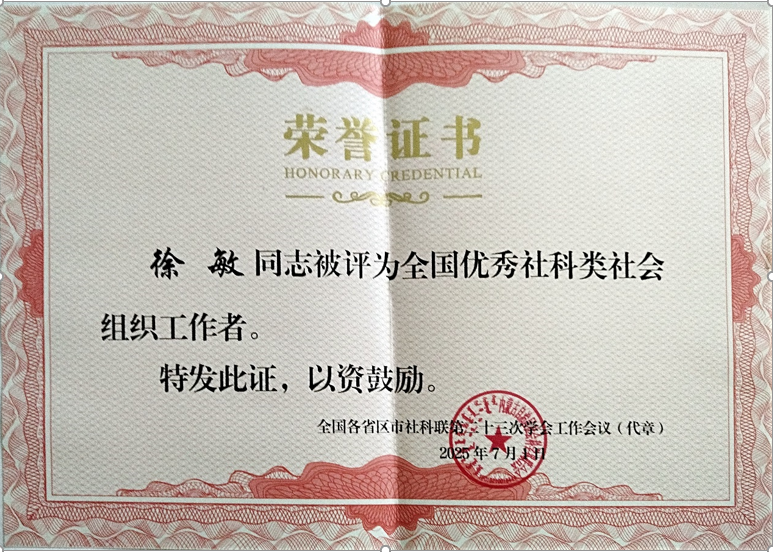 荣誉证书
HONORARY CREDENTIAL
徐敏同志被评为全国优秀社科类社会
组织工作者。
特发此证，以资鼓励。
全国各省区市社科联第二十三次学会工作会议（代章）
2025年7月1日